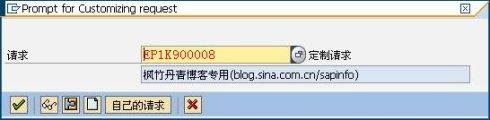 Prompt for Customizing request
请求 EP1K900008 定制请求
枫竹丹青博客专用(blog.sina.com.cn/sapinfo)
自己的请求